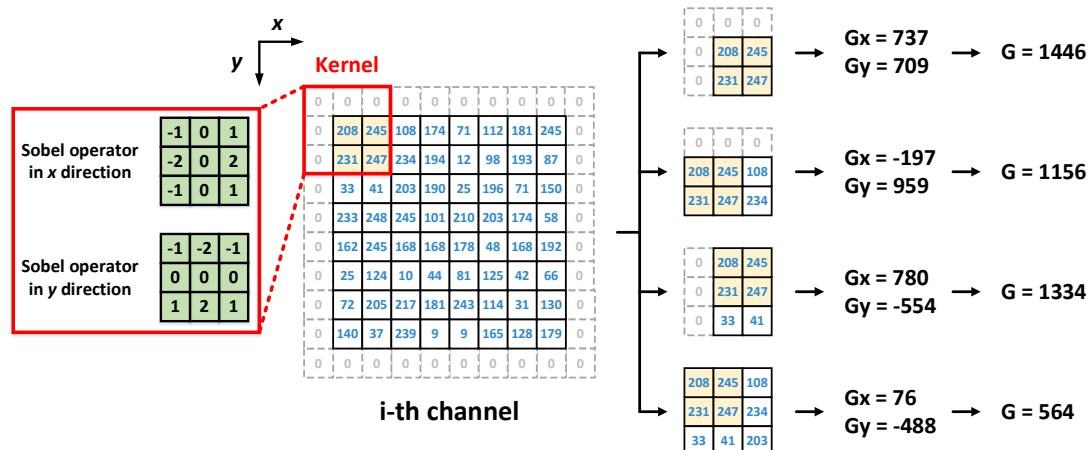 x
y
Kernel
Sobel operator
in x direction
-1 0 1
-2 0 2
-1 0 1
Sobel operator
in y direction
-1 -2 -1
0 0 0
1 2 1
0 0 0 0 0 0 0 0 0 0
0 208 245 108 174 71 112 181 245 0
0 231 247 234 194 12 98 193 87 0
0 33 41 203 190 25 196 71 150 0
0 233 248 245 101 210 203 174 58 0
0 162 245 168 168 178 48 168 192 0
0 25 124 10 44 81 125 42 66 0
0 72 205 217 181 243 114 31 130 0
0 140 37 239 9 9 165 128 179 0
0 0 0 0 0 0 0 0 0 0
i-th channel
0 0 0
0 208 245
0 231 247
Gx = 737
Gy = 709
G = 1446
0 0 0
208 245 108
231 247 234
Gx = -197
Gy = 959
G = 1156
0 208 245
0 231 247
0 33 41
Gx = 780
Gy = -554
G = 1334
208 245 108
231 247 234
33 41 203
Gx = 76
Gy = -488
G = 564